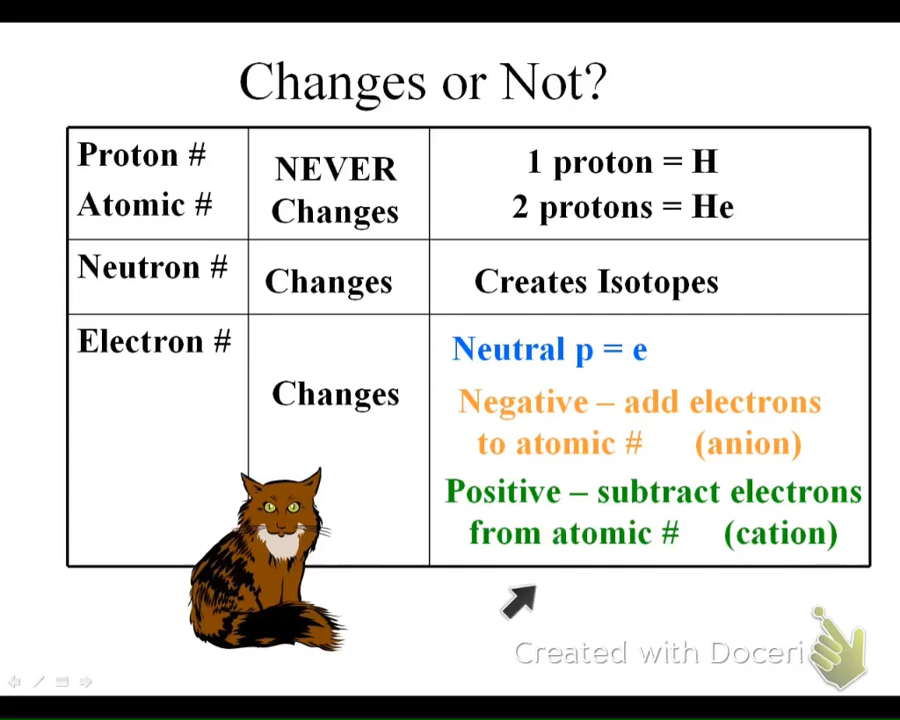 Changes or Not?
Proton #
Atomic #
NEVER
Changes
1 proton = H
2 protons = He
Neutron #
Changes
Creates Isotopes
Electron #
Changes
Neutral p = e
Negative – add electrons
to atomic # (anion)
Positive – subtract electrons
from atomic # (cation)
Created with Doceri